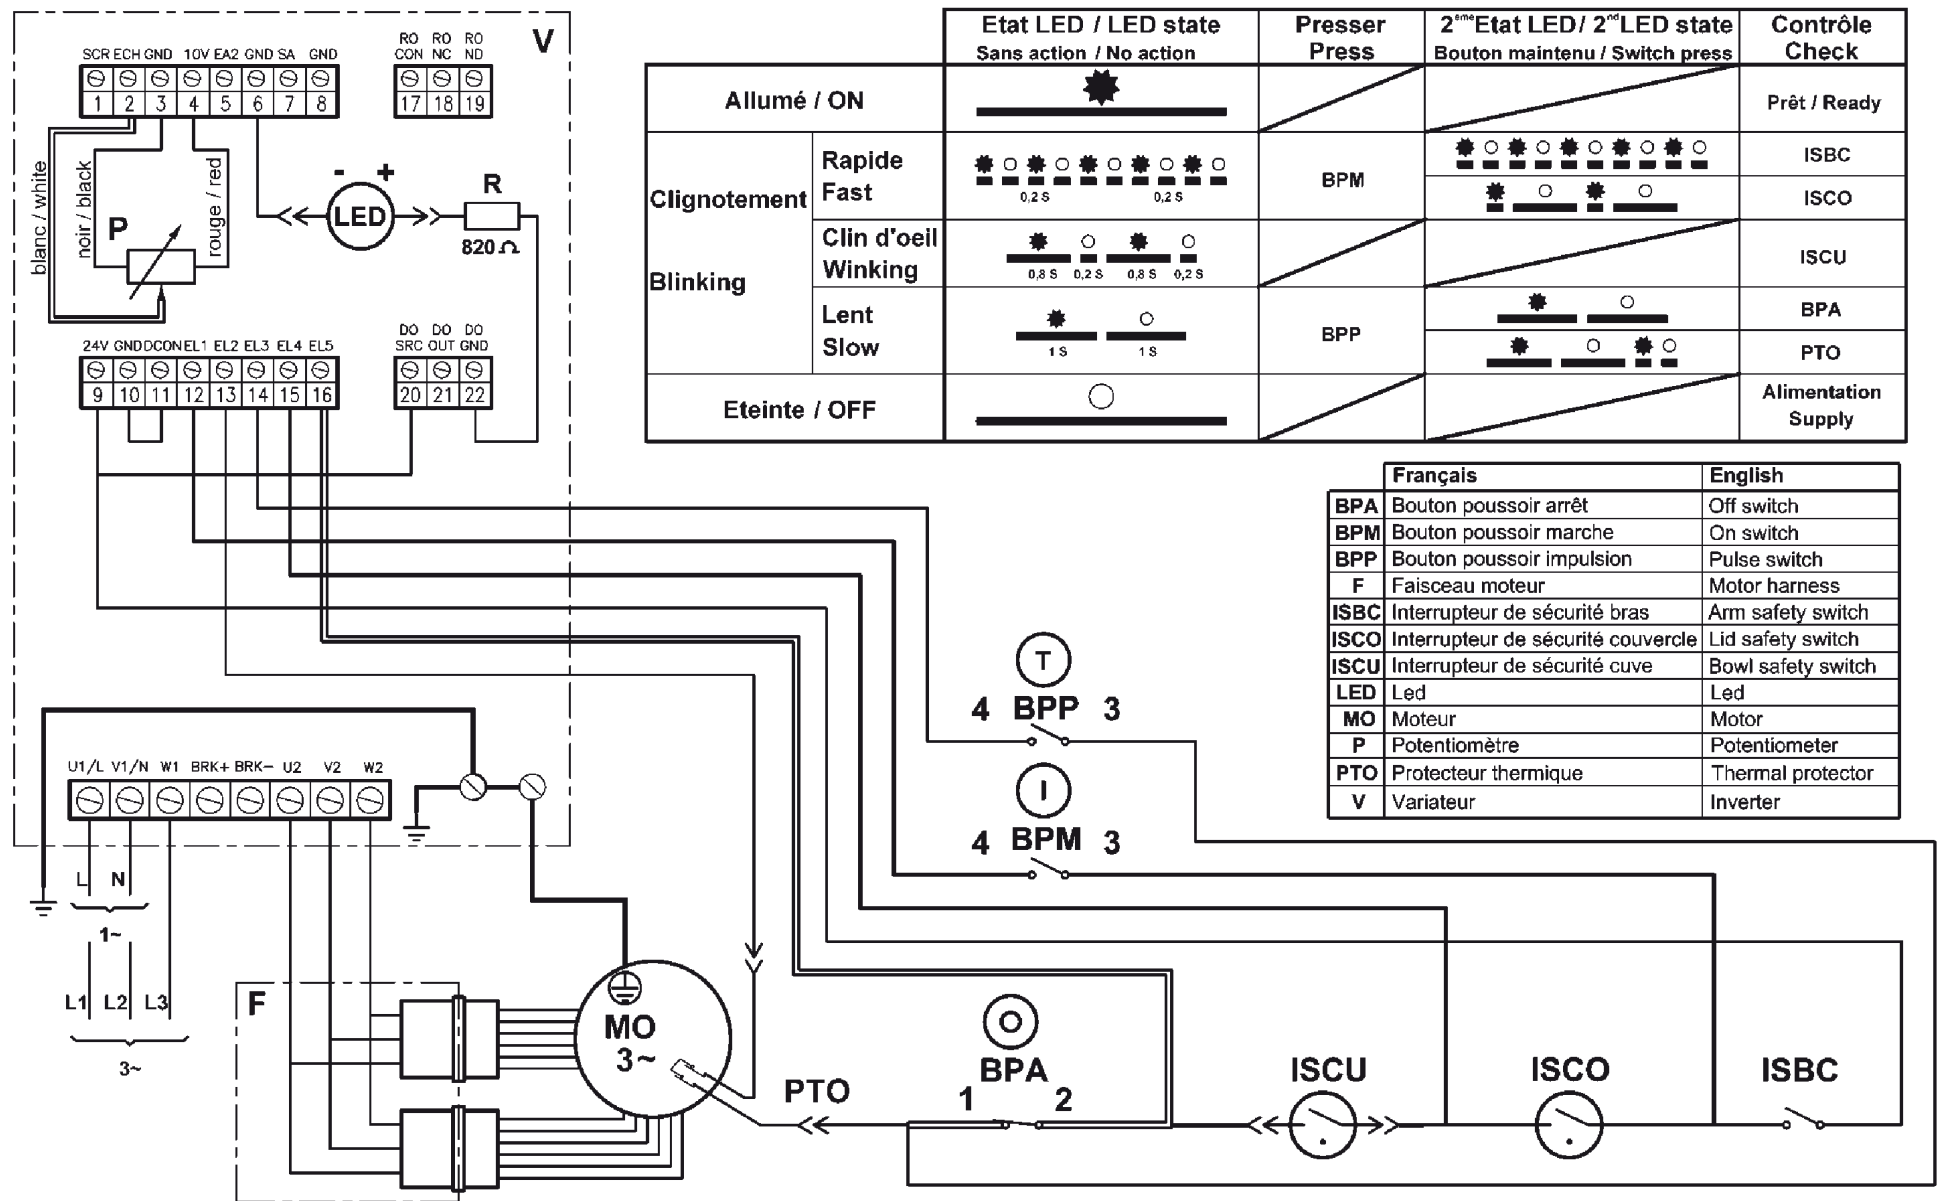 V
SCR ECH GND 10V EA2 GND SA GND
1 2 3 4 5 6 7 8
RO RO RO
CON NC ND
17 18 19
blanc / white
noir / black
rouge / red
P
- +
LED
R
820 Ω
24V GND DCON EL1 EL2 EL3 EL4 EL5
9 10 11 12 13 14 15 16
DO DO DO
SRC OUT GND
20 21 22
Etat LED / LED state
Sans action / No action
Presser
Press
2ème Etat LED/ 2nd LED state
Bouton maintenu / Switch press
Contrôle
Check
Allumé / ON
Prêt / Ready
Clignotement
Blinking
Rapide
Fast
0,2 S 0,2 S
BPM
ISBC
ISCO
Clin d'oeil
Winking
0,8 S 0,2 S 0,8 S 0,2 S
ISCU
Lent
Slow
1 S 1 S
BPP
BPA
PTO
Eteinte / OFF
Alimentation
Supply
Français English
BPA Bouton poussoir arrêt Off switch
BPM Bouton poussoir marche On switch
BPP Bouton poussoir impulsion Pulse switch
F Faisceau moteur Motor harness
ISBC Interrupteur de sécurité bras Arm safety switch
ISCO Interrupteur de sécurité couvercle Lid safety switch
ISCU Interrupteur de sécurité cuve Bowl safety switch
LED Led Led
MO Moteur Motor
P Potentiomètre Potentiometer
PTO Protecteur thermique Thermal protector
V Variateur Inverter
T
4 BPP 3
I
4 BPM 3
U1/L V1/N W1 BRK+ BRK- U2 V2 W2
L N
1~
L1 L2 L3
3~
F
MO
3~
PTO
O
BPA
1 2
ISCU
ISCO
ISBC